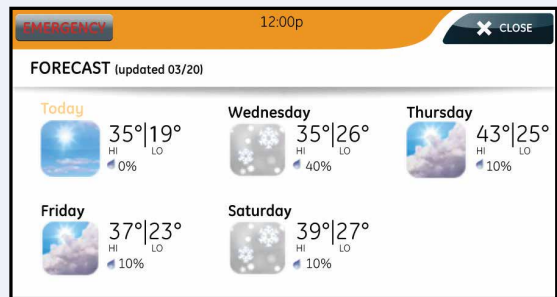 EMERGENCY
12:00p
X CLOSE
FORECAST (updated 03/20)
Today
35°|19°
HI LO
0%
Wednesday
35°|26°
HI LO
40%
Thursday
43°|25°
HI LO
10%
Friday
37°|23°
HI LO
10%
Saturday
39°|27°
HI LO
10%